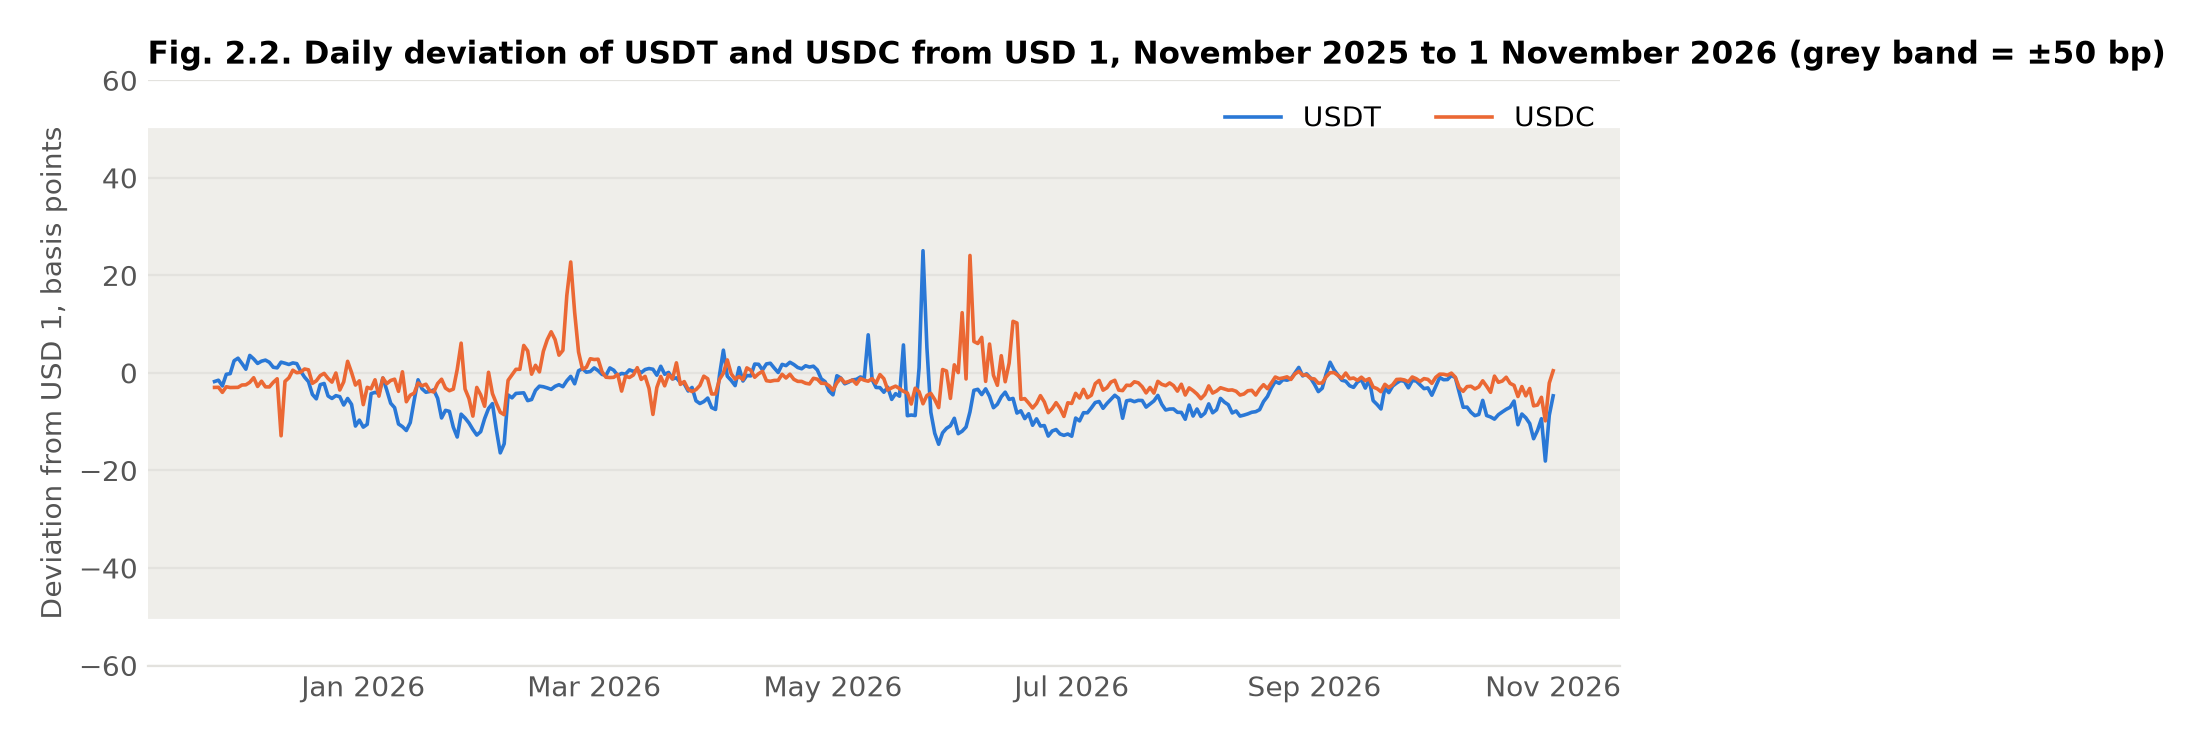 Fig. 2.2. Daily deviation of USDT and USDC from USD 1, November 2025 to 1 November 2026 (grey band = ±50 bp)
USDT USDC
Deviation from USD 1, basis points
60
40
20
0
−20
−40
−60
Jan 2026 Mar 2026 May 2026 Jul 2026 Sep 2026 Nov 2026